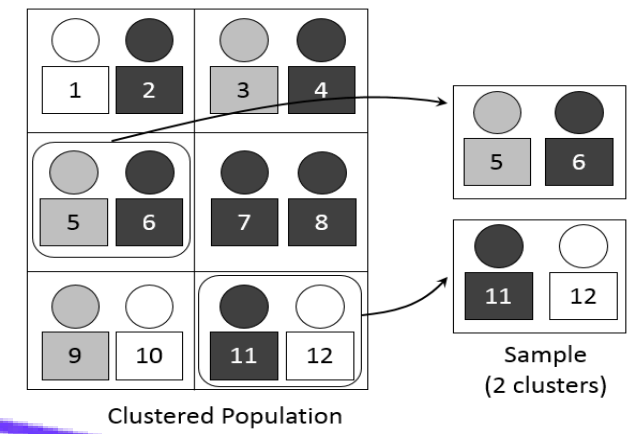 1 2 3 4
5 6 7 8
9 10 11 12
5 6
11 12
Sample
(2 clusters)
Clustered Population